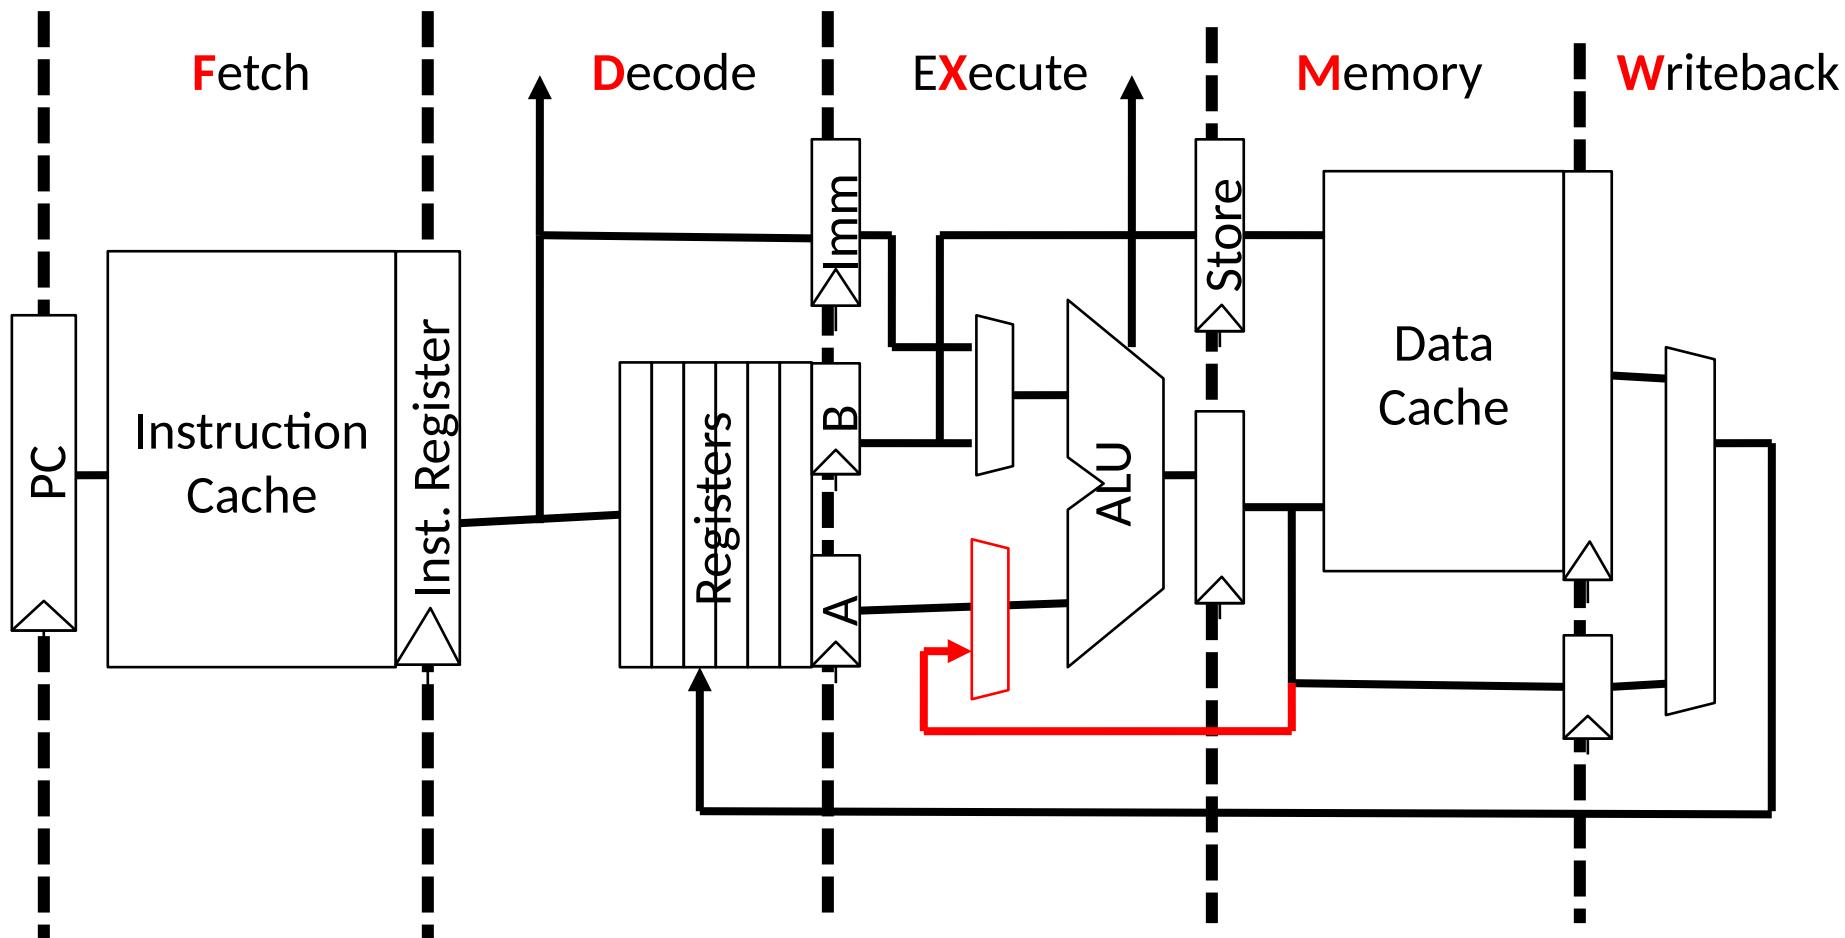 Fetch
Decode
EXecute
Memory
Writeback
PC
Instruction
Cache
Inst. Register
Registers
Imm
B
A
ALU
Store
Data
Cache